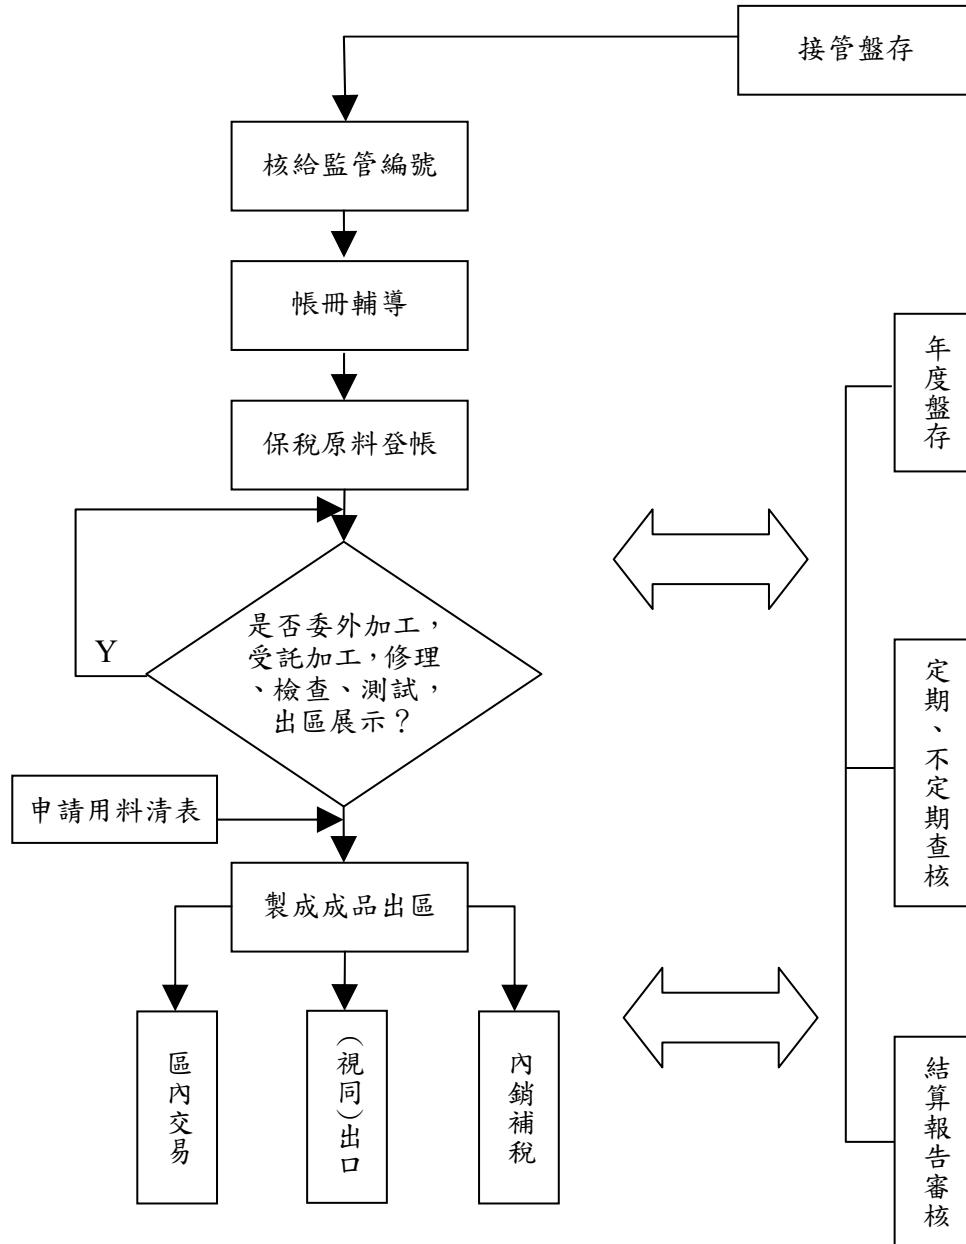 接管盤存
核給監管編號
帳冊輔導
保稅原料登帳
是否委外加工，
受託加工，修理
、檢查、測試，
出區展示？
Y
申請用料清表
製成成品出區
區內交易
（視同）出口
內銷補稅
年度盤存
定期、不定期查核
結算報告審核